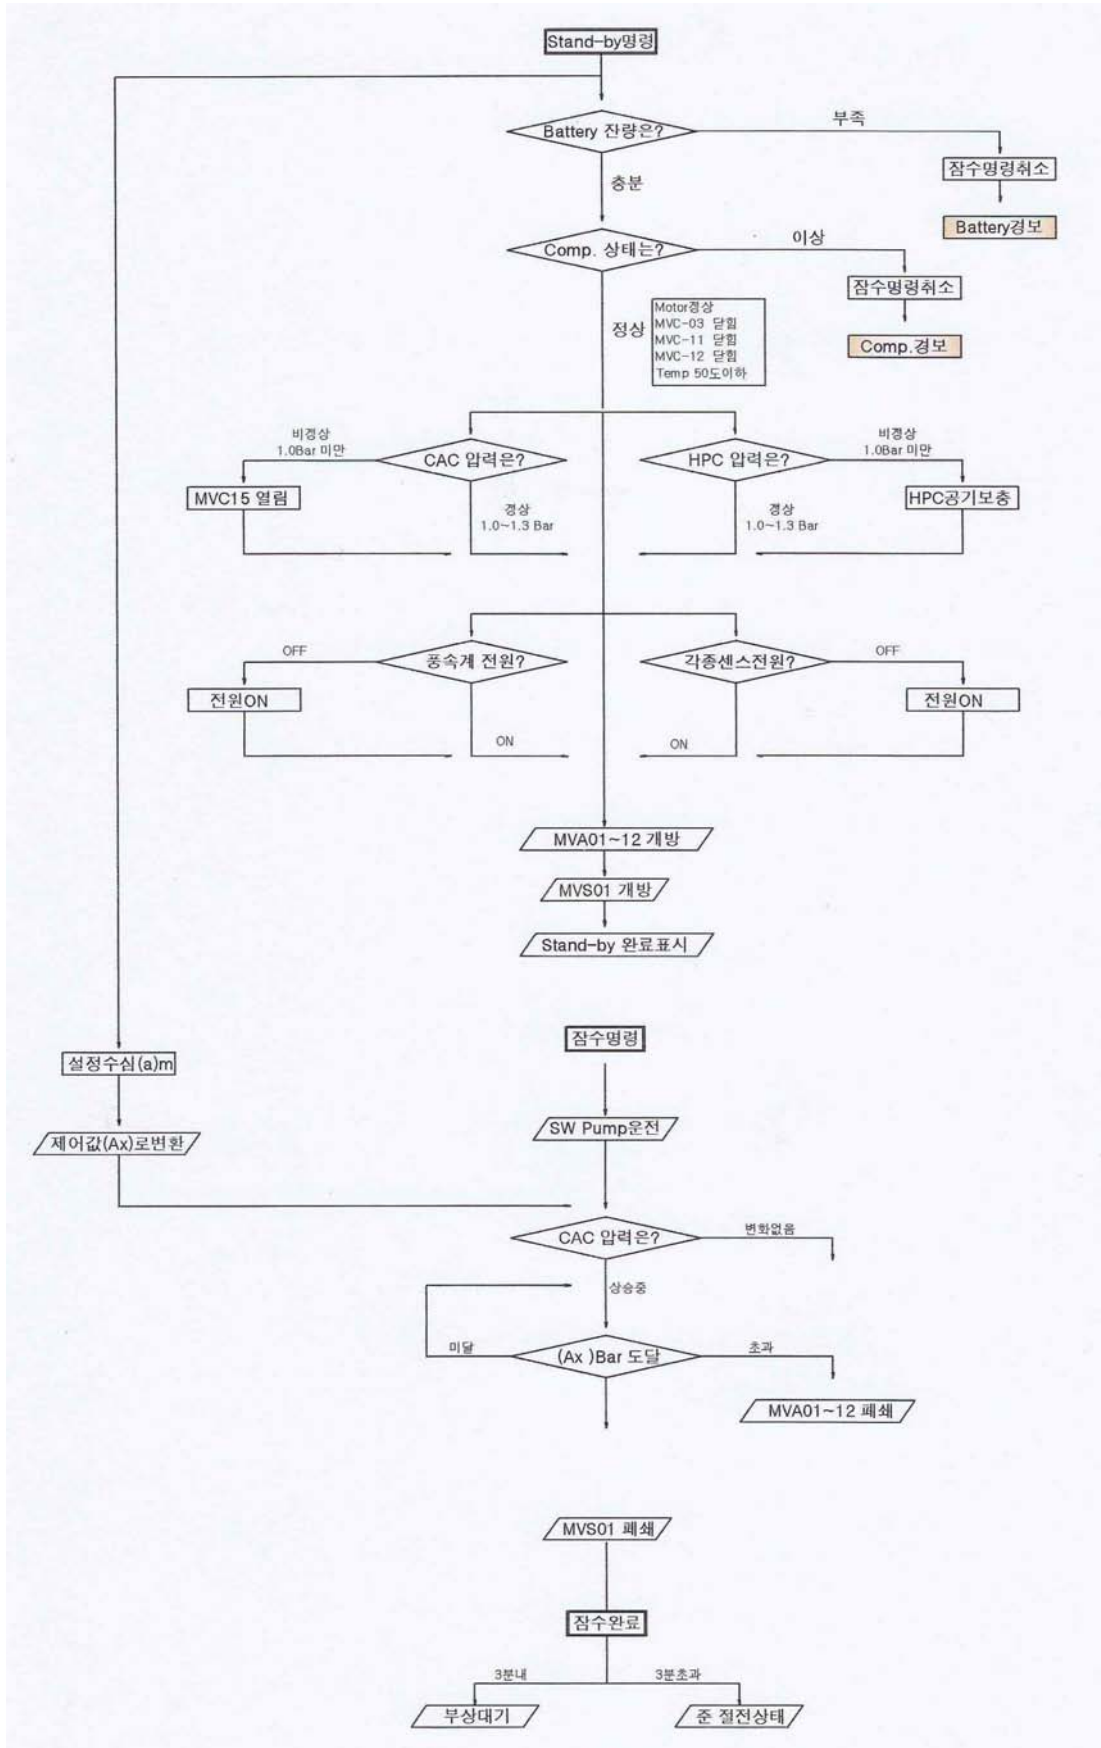 Stand-by명령
Battery 잔량은?
부족
잠수명령취소
Battery경보
충분
Comp. 상태는?
이상
잠수명령취소
Comp.경보
정상
Motor정상
MVC-03 닫힘
MVC-11 닫힘
MVC-12 닫힘
Temp 50도이하
비정상
1.0Bar 미만
CAC 압력은?
HPC 압력은?
비정상
1.0Bar 미만
MVC15 열림
정상
1.0~1.3 Bar
정상
1.0~1.3 Bar
HPC공기보충
OFF
풍속계 전원?
각종센스전원?
OFF
전원ON
전원ON
ON
ON
MVA01~12 개방
MVS01 개방
Stand-by 완료표시
잠수명령
설정수심(a)m
SW Pump운전
제어값(Ax)로변환
CAC 압력은?
변화없음
상승중
미달
(Ax )Bar 도달
초과
MVA01~12 폐쇄
MVS01 폐쇄
잠수완료
3분내
3분초과
부상대기
준 절전상태